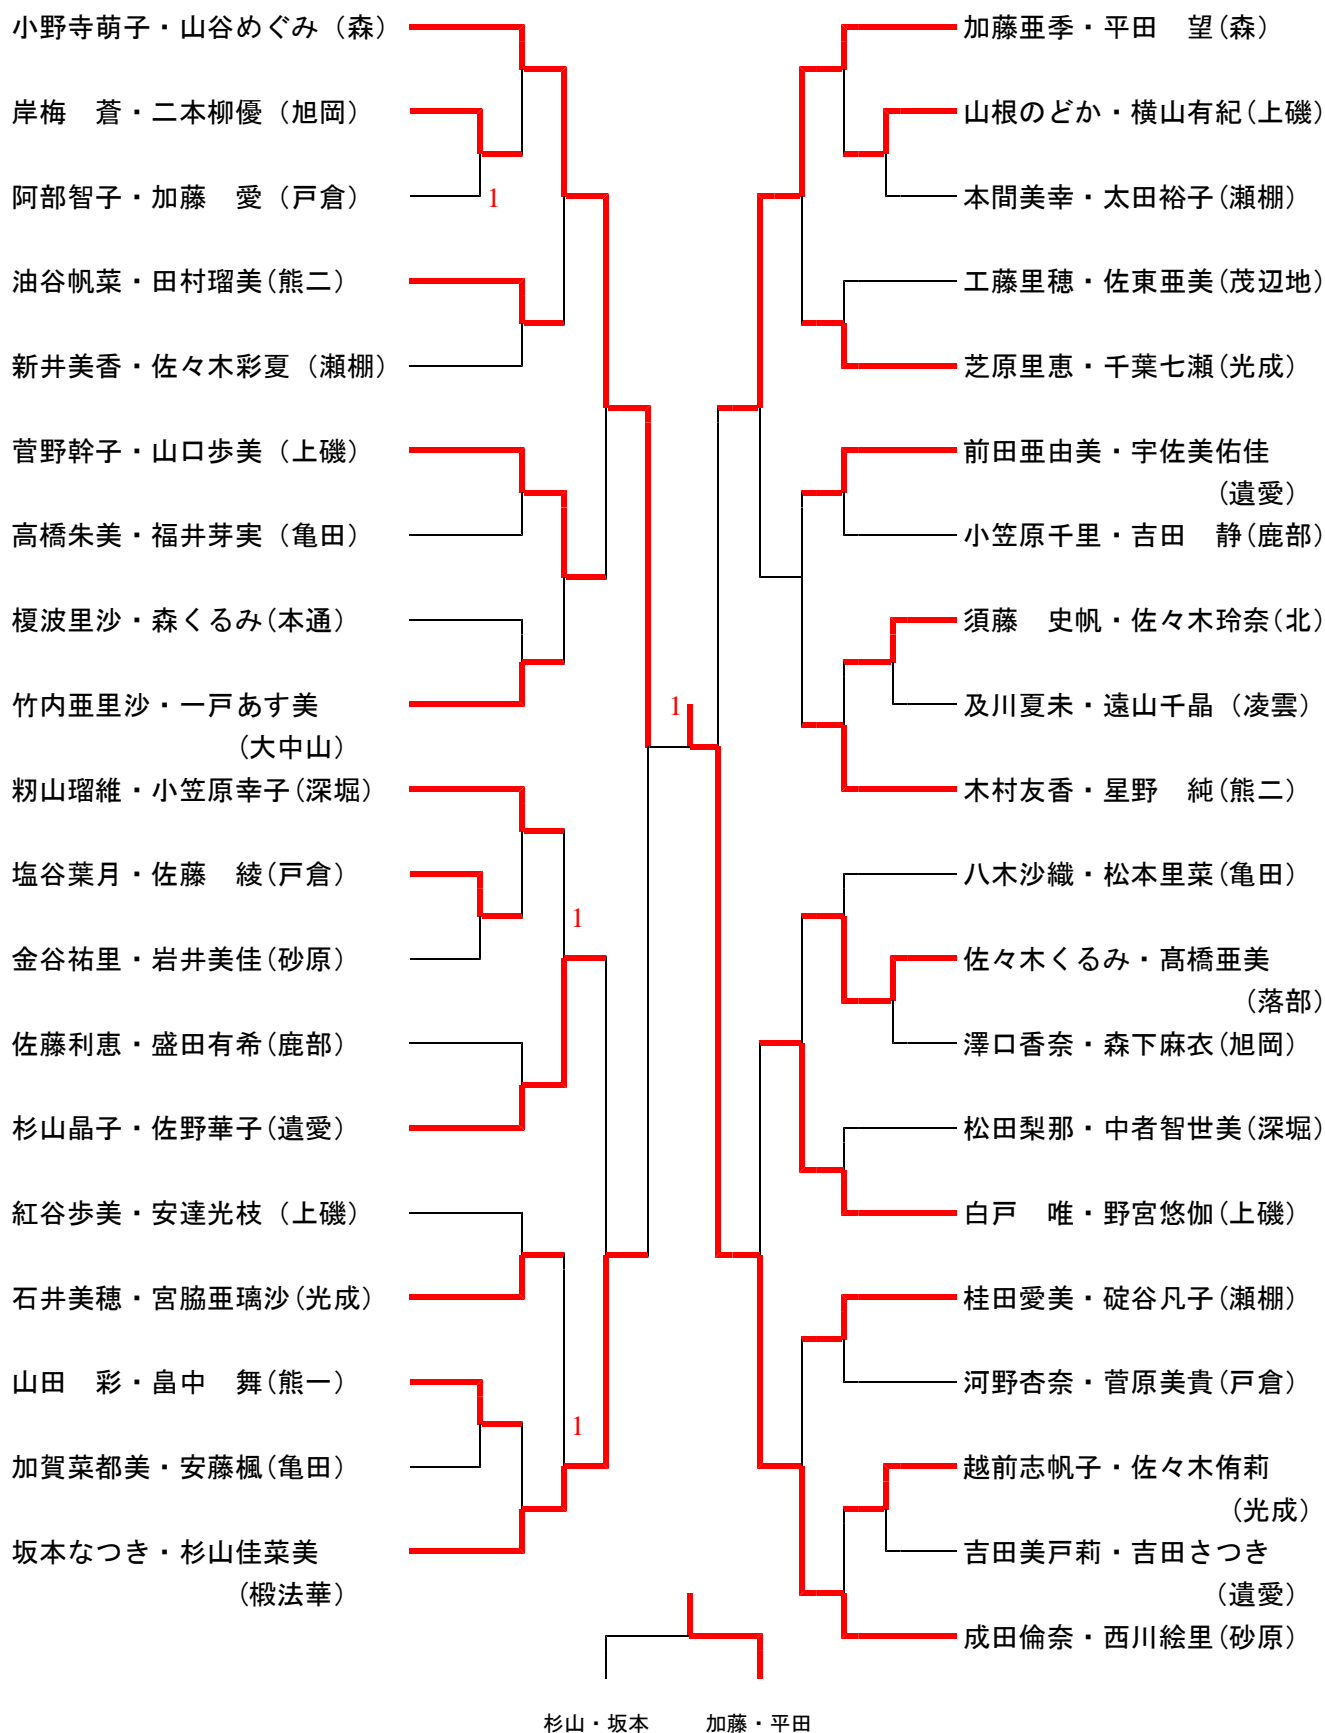 小野寺萌子・山谷めぐみ（森）
岸梅　蒼・二本柳優（旭岡）
阿部智子・加藤　愛（戸倉）
1
油谷帆菜・田村瑠美(熊二）
新井美香・佐々木彩夏（瀬棚）
菅野幹子・山口歩美（上磯）
高橋朱美・福井芽実（亀田）
榎波里沙・森くるみ(本通）
竹内亜里沙・一戸あす美
(大中山）
籾山瑠維・小笠原幸子(深堀）
塩谷葉月・佐藤　綾(戸倉）
1
金谷祐里・岩井美佳(砂原）
佐藤利恵・盛田有希(鹿部）
杉山晶子・佐野華子(遺愛）
紅谷歩美・安達光枝（上磯）
石井美穂・宮脇亜璃沙(光成）
山田　彩・畠中　舞(熊一）
1
加賀菜都美・安藤楓(亀田）
坂本なつき・杉山佳菜美
(椴法華）
1
加藤亜季・平田　望(森）
山根のどか・横山有紀(上磯）
本間美幸・太田裕子(瀬棚）
工藤里穂・佐東亜美(茂辺地）
芝原里恵・千葉七瀬(光成）
前田亜由美・宇佐美佑佳
(遺愛）
小笠原千里・吉田　静(鹿部）
須藤　史帆・佐々木玲奈(北）
及川夏未・遠山千晶（凌雲）
木村友香・星野　純(熊二）
八木沙織・松本里菜(亀田）
佐々木くるみ・髙橋亜美
(落部）
澤口香奈・森下麻衣(旭岡）
松田梨那・中者智世美(深堀）
白戸　唯・野宮悠伽(上磯）
桂田愛美・碇谷凡子(瀬棚）
河野杏奈・菅原美貴(戸倉）
越前志帆子・佐々木侑莉
(光成）
吉田美戸莉・吉田さつき
(遺愛）
成田倫奈・西川絵里(砂原）
杉山・坂本
加藤・平田